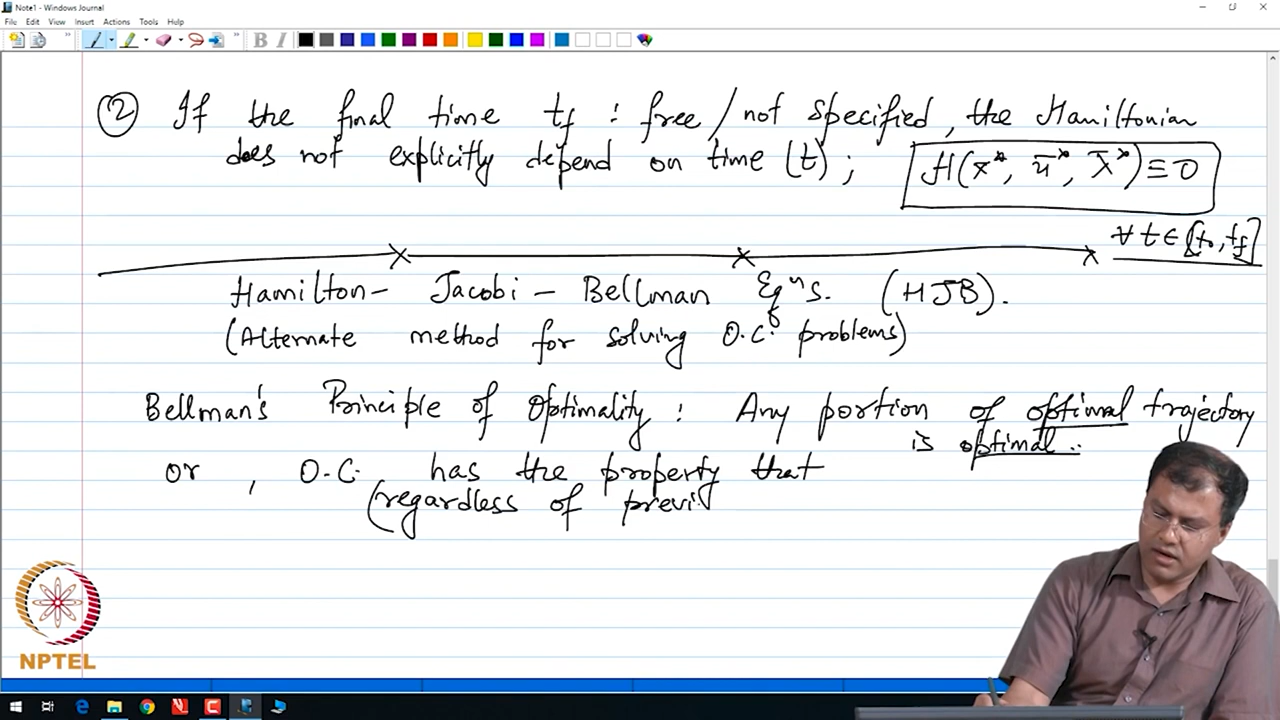 Note1 - Windows Journal
File Edit View Insert Actions Tools Help
② If the final time tf : free / not specified, the Hamiltonian
does not explicitly depend on time (t) ; H(x̄*, ū*, λ̄*) ≡ 0
∀ t ∈ [t₀, tf]
Hamilton - Jacobi - Bellman Eqⁿs. (HJB).
(Alternate method for solving O.C. problems)
Bellman's Principle of Optimality : Any portion of optimal trajectory
is optimal.
or , O.C. has the property that
(regardless of previ
NPTEL